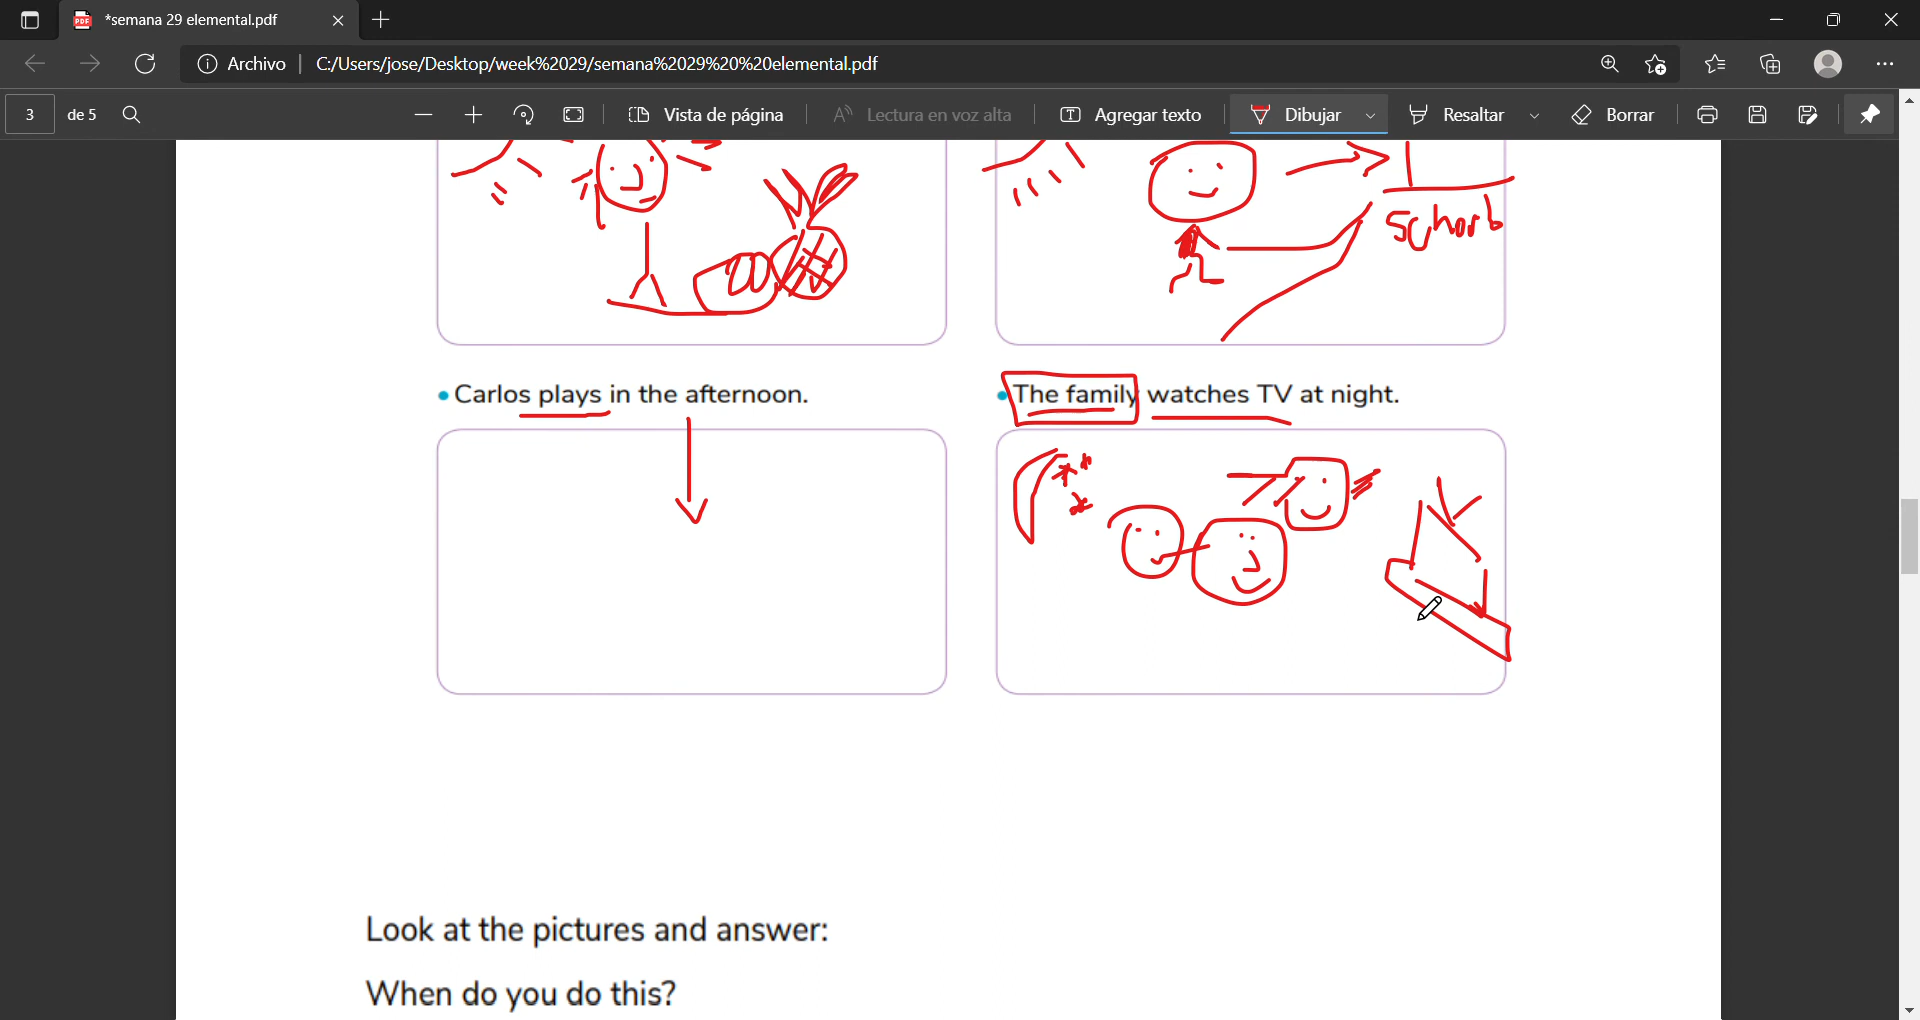 *semana 29 elemental.pdf
Archivo | C:/Users/jose/Desktop/week%2029/semana%2029%20%20elemental.pdf
3 de 5 Vista de página Lectura en voz alta Agregar texto Dibujar Resaltar Borrar
• Carlos plays in the afternoon.
• The family watches TV at night.
Look at the pictures and answer:
When do you do this?